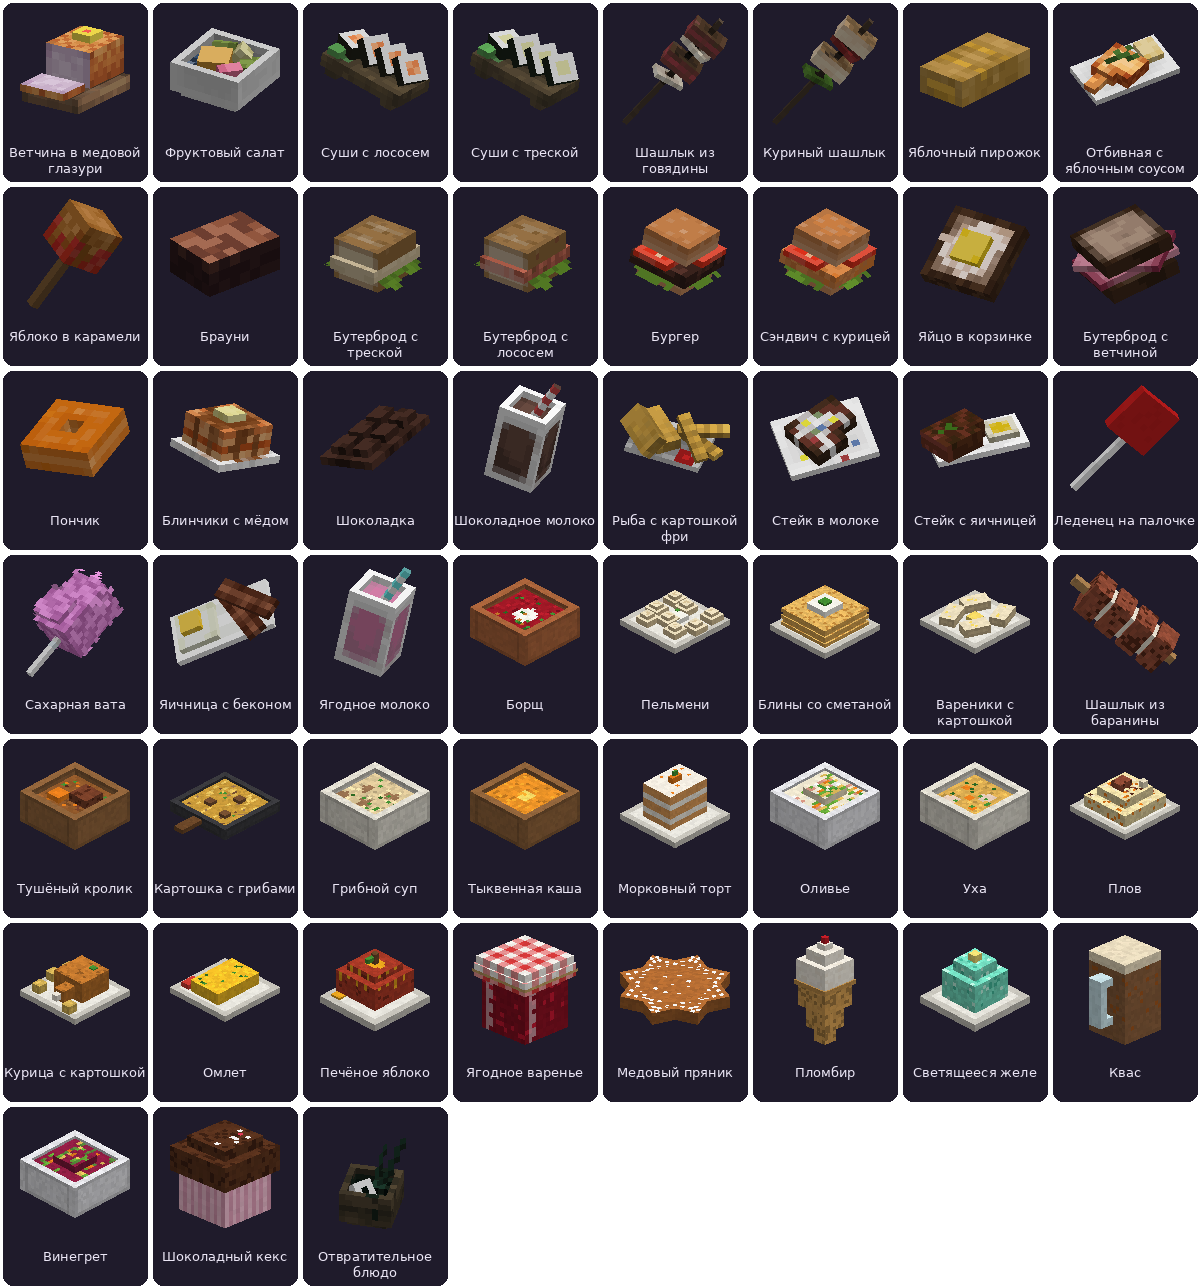 Ветчина в медовой
глазури
Фруктовый салат
Суши с лососем
Суши с треской
Шашлык из
говядины
Куриный шашлык
Яблочный пирожок
Отбивная с
яблочным соусом
Яблоко в карамели
Брауни
Бутерброд с
треской
Бутерброд с
лососем
Бургер
Сэндвич с курицей
Яйцо в корзинке
Бутерброд с
ветчиной
Пончик
Блинчики с мёдом
Шоколадка
Шоколадное молоко
Рыба с картошкой
фри
Стейк в молоке
Стейк с яичницей
Леденец на палочке
Сахарная вата
Яичница с беконом
Ягодное молоко
Борщ
Пельмени
Блины со сметаной
Вареники с
картошкой
Шашлык из
баранины
Тушёный кролик
Картошка с грибами
Грибной суп
Тыквенная каша
Морковный торт
Оливье
Уха
Плов
Курица с картошкой
Омлет
Печёное яблоко
Ягодное варенье
Медовый пряник
Пломбир
Светящееся желе
Квас
Винегрет
Шоколадный кекс
Отвратительное
блюдо